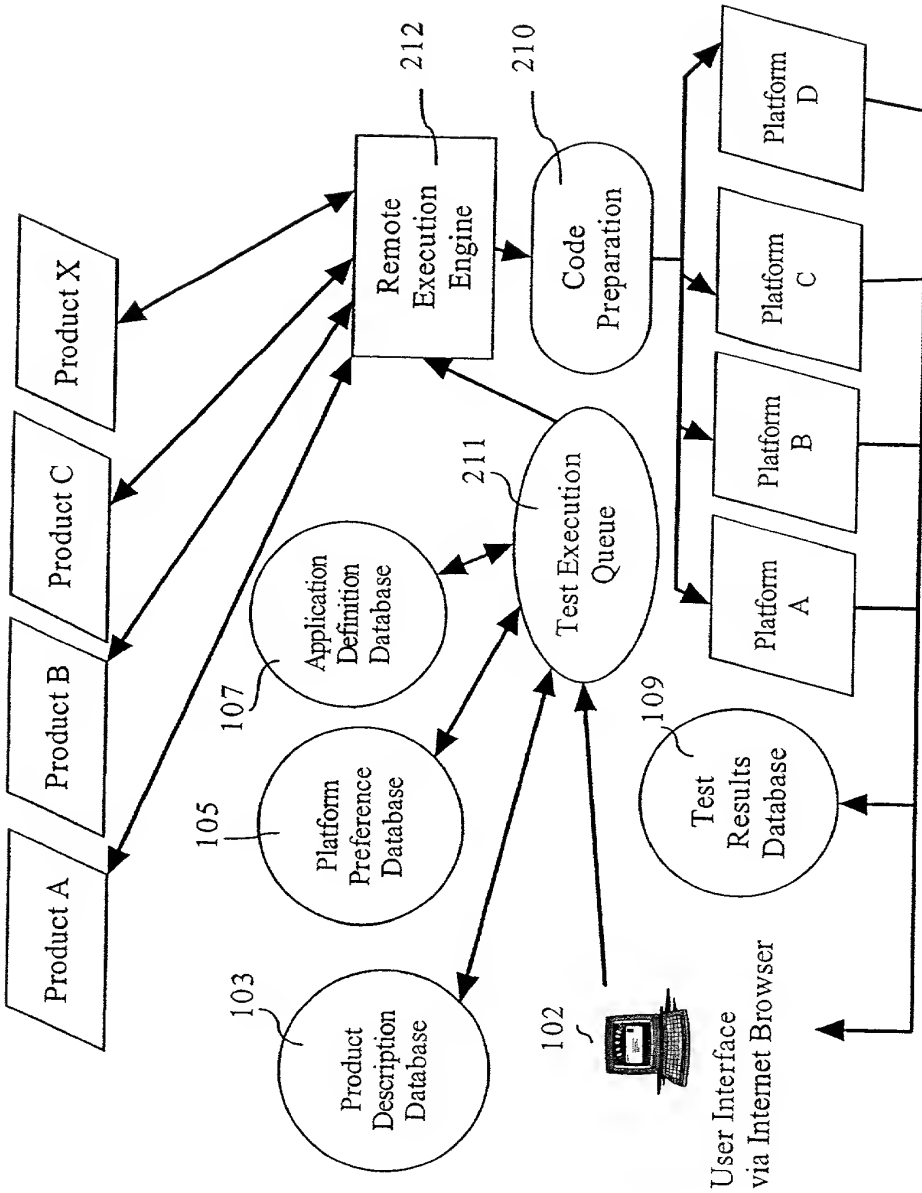 Product A
Product B
Product C
Product X
103
Product
Description
Database
105
Platform
Preference
Database
107
Application
Definition
Database
Remote
Execution
Engine
212
102
User Interface
via Internet Browser
109
Test
Results
Database
211
Test Execution
Queue
210
Code
Preparation
Platform
A
Platform
B
Platform
C
Platform
D